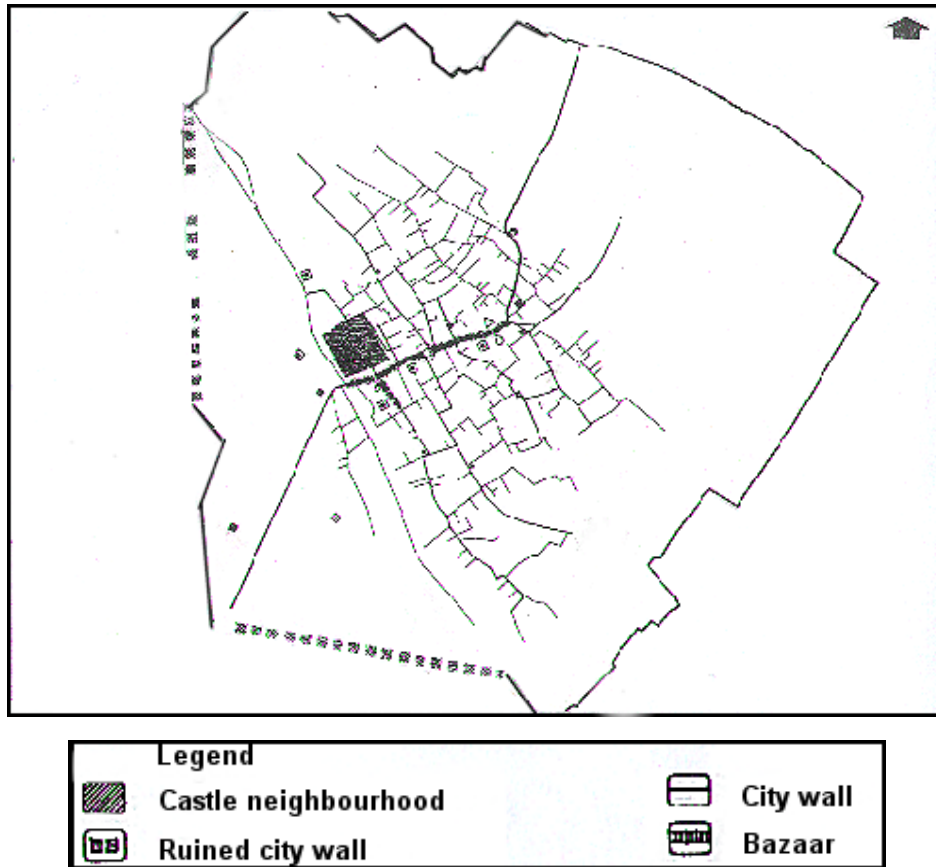 Legend
Castle neighbourhood
City wall
Ruined city wall
Bazaar